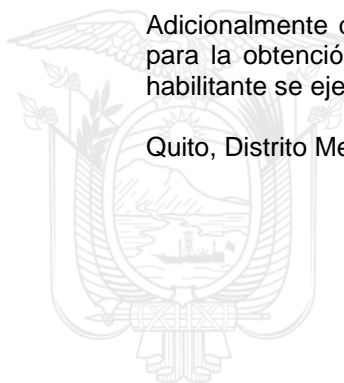 Adicionalmente
para la obtenció
habilitante se eje
Quito, Distrito Me